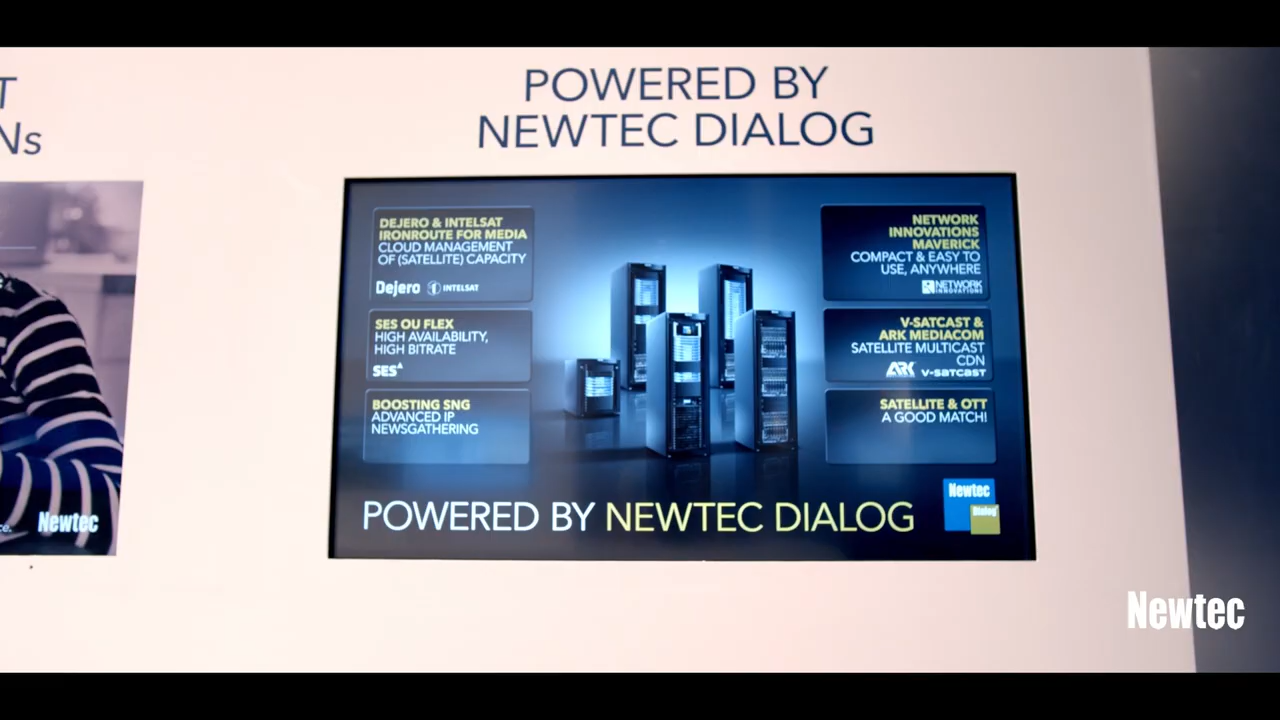 T
Ns
POWERED BY
NEWTEC DIALOG
DEJERO & INTELSAT
IRONROUTE FOR MEDIA
CLOUD MANAGEMENT
OF (SATELLITE) CAPACITY
Dejero INTELSAT
SES OU FLEX
HIGH AVAILABILITY,
HIGH BITRATE
SES
BOOSTING SNG
ADVANCED IP
NEWSGATHERING
NETWORK
INNOVATIONS
MAVERICK
COMPACT & EASY TO
USE, ANYWHERE
NETWORK
INNOVATIONS
V-SATCAST &
ARK MEDIACOM
SATELLITE MULTICAST
CDN
ARK V-SATCAST
SATELLITE & OTT
A GOOD MATCH!
POWERED BY NEWTEC DIALOG
Newtec
Dialog
ce.
Newtec
Newtec